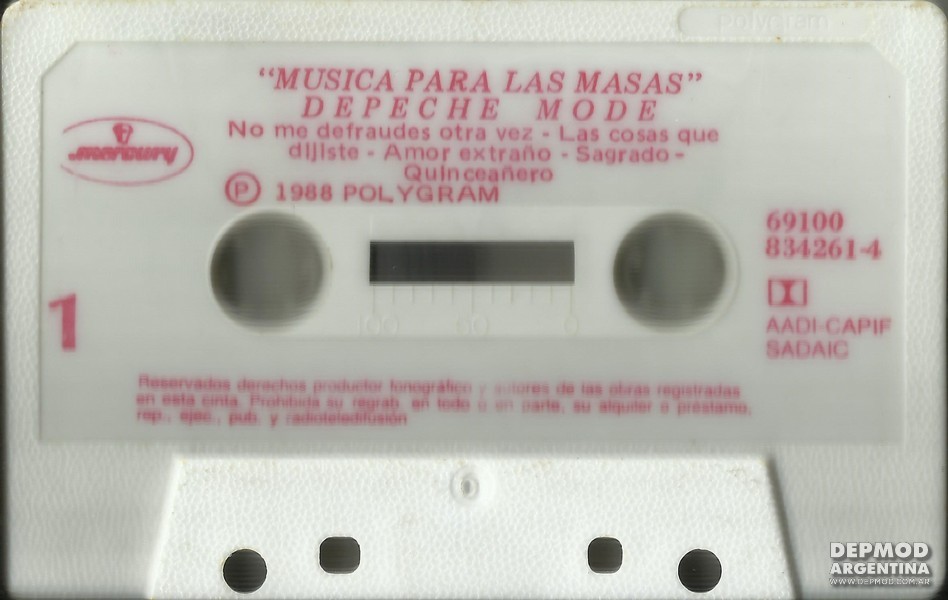 polygram
"MUSICA PARA LAS MASAS"
DEPECHE MODE
No me defraudes otra vez - Las cosas que
dijiste - Amor extraño - Sagrado -
Quinceañero
Ⓟ 1988 POLYGRAM
mercury
69100
834261-4
1
AADI-CAPIF
SADAIC
100 50 0
Reservados derechos productor fonográfico y autores de las obras registradas
en esta cinta. Prohibida su regrab. en todo o en parte, su alquiler o préstamo,
rep., ejec., pub. y radioteledifusión
DEPMOD
ARGENTINA
WWW.DEPMOD.COM.AR